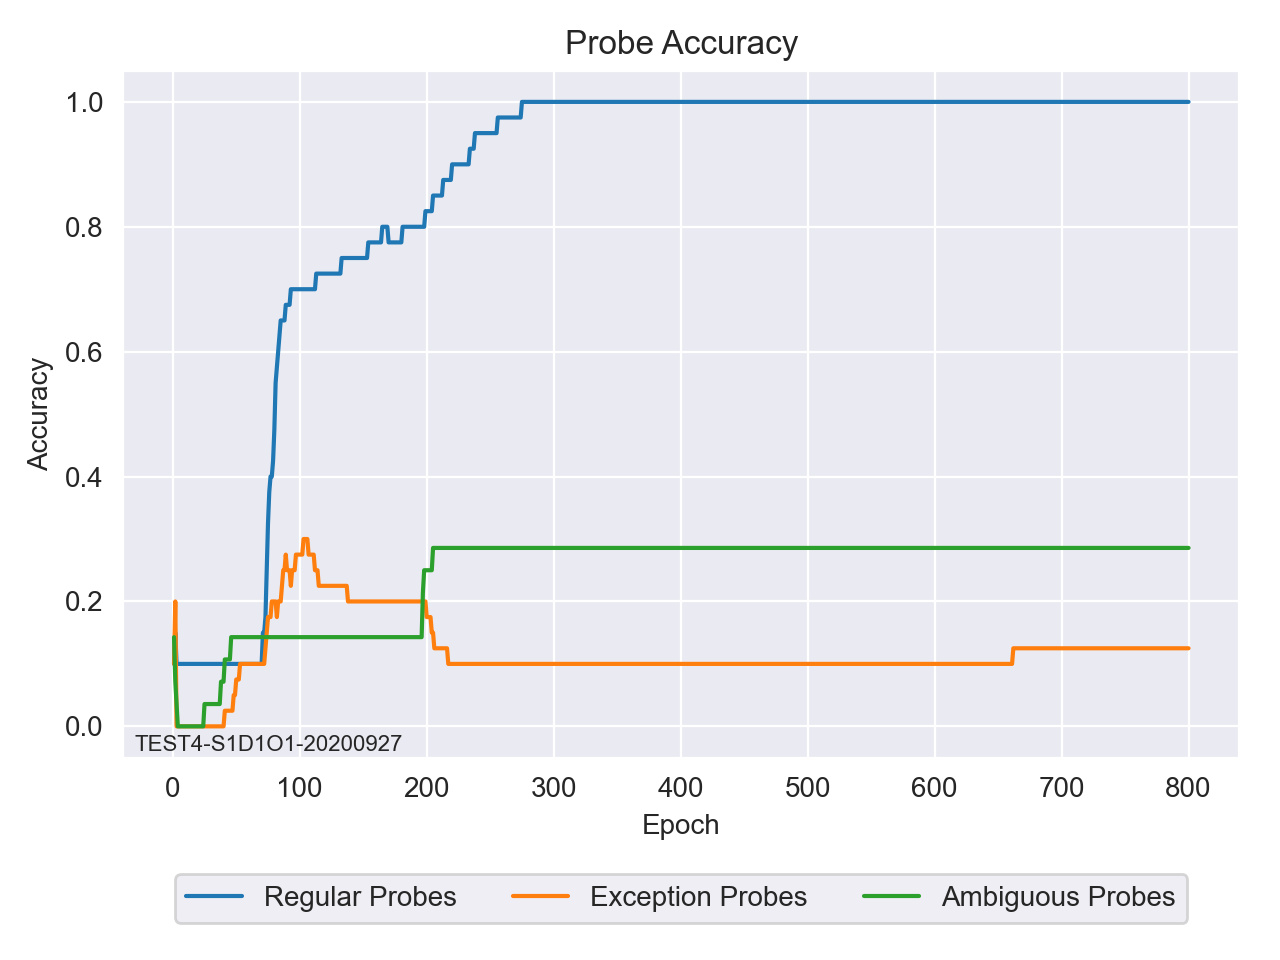 Probe Accuracy
1.0
0.8
0.6
0.4
0.2
0.0
Accuracy
TEST4-S1D1O1-20200927
0 100 200 300 400 500 600 700 800
Epoch
Regular Probes Exception Probes Ambiguous Probes